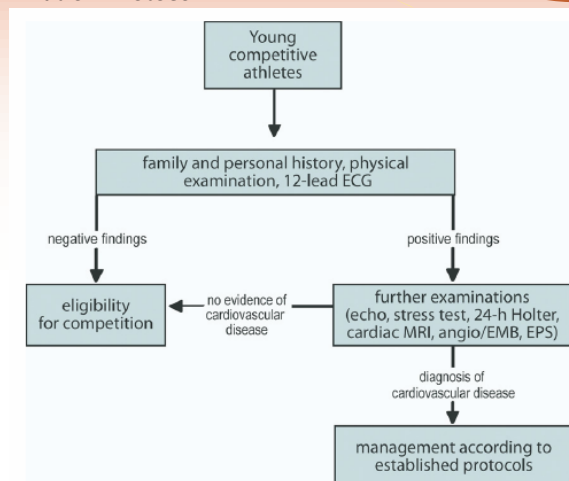 Young
competitive
athletes
family and personal history, physical
examination, 12-lead ECG
negative findings
positive findings
eligibility
for competition
no evidence of
cardiovascular
disease
further examinations
(echo, stress test, 24-h Holter,
cardiac MRI, angio/EMB, EPS)
diagnosis of
cardiovascular disease
management according to
established protocols